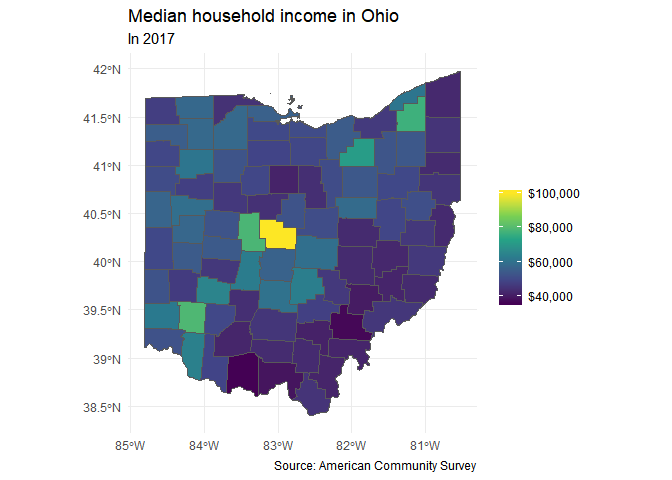 Median household income in Ohio
In 2017
42°N
41.5°N
41°N
40.5°N
40°N
39.5°N
39°N
38.5°N
85°W
84°W
83°W
82°W
81°W
$100,000
$80,000
$60,000
$40,000
Source: American Community Survey